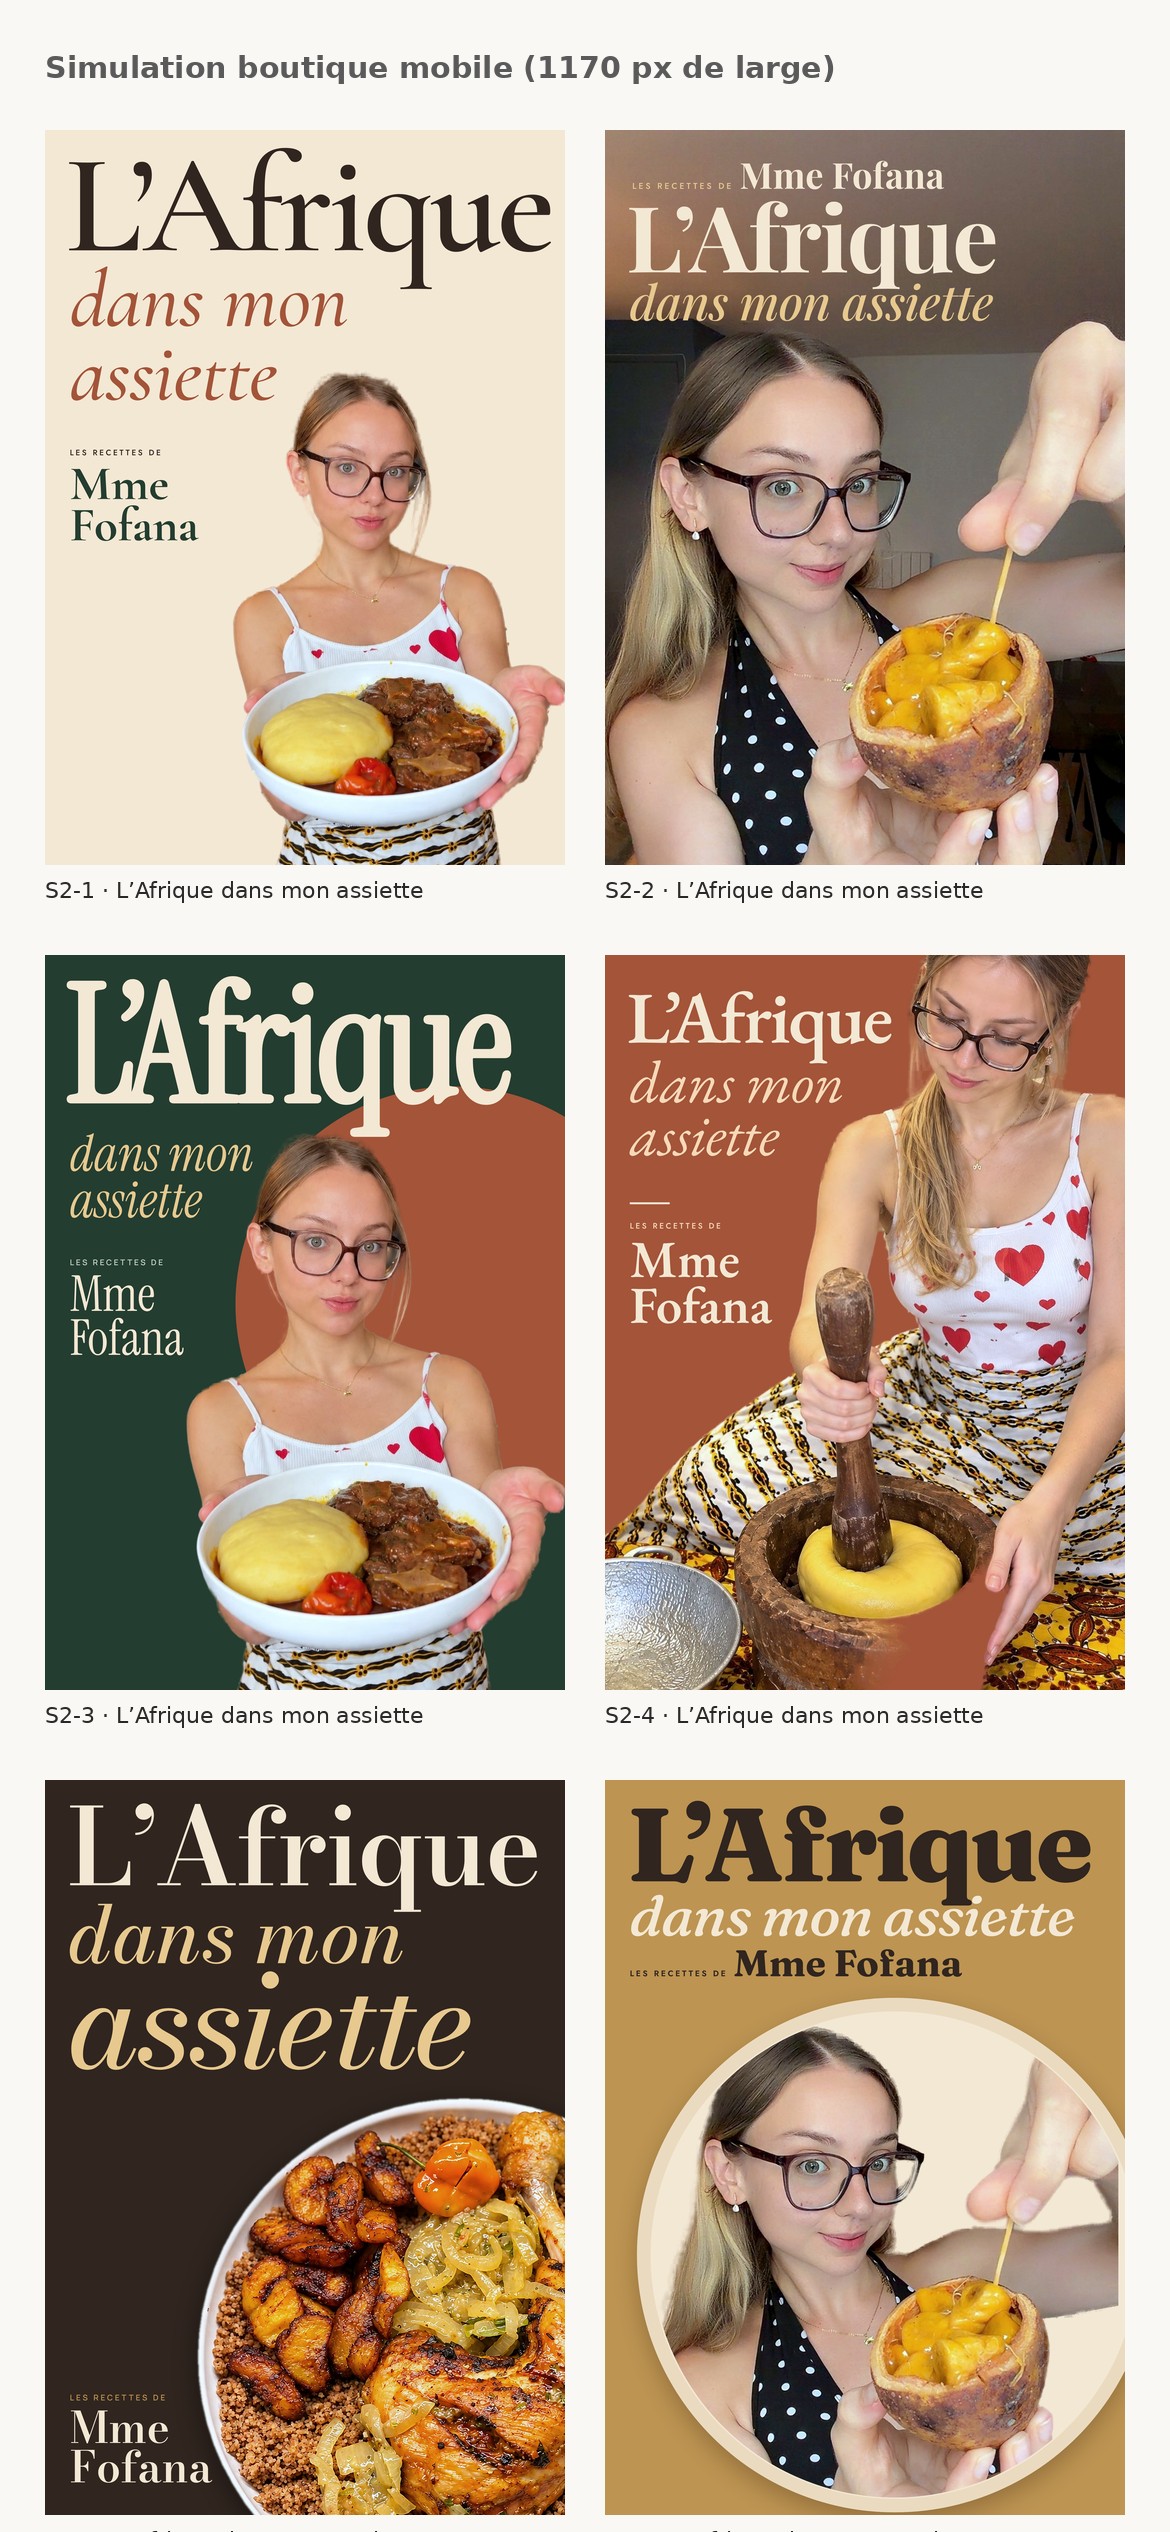 Simulation boutique mobile (1170 px de large)
L’Afrique
dans mon
assiette
LES RECETTES DE
Mme
Fofana
S2-1 · L’Afrique dans mon assiette
LES RECETTES DE Mme Fofana
L’Afrique
dans mon assiette
S2-2 · L’Afrique dans mon assiette
L’Afrique
dans mon
assiette
LES RECETTES DE
Mme
Fofana
S2-3 · L’Afrique dans mon assiette
L’Afrique
dans mon
assiette
LES RECETTES DE
Mme
Fofana
S2-4 · L’Afrique dans mon assiette
L’Afrique
dans mon
assiette
LES RECETTES DE
Mme
Fofana
L’Afrique
dans mon assiette
LES RECETTES DE Mme Fofana